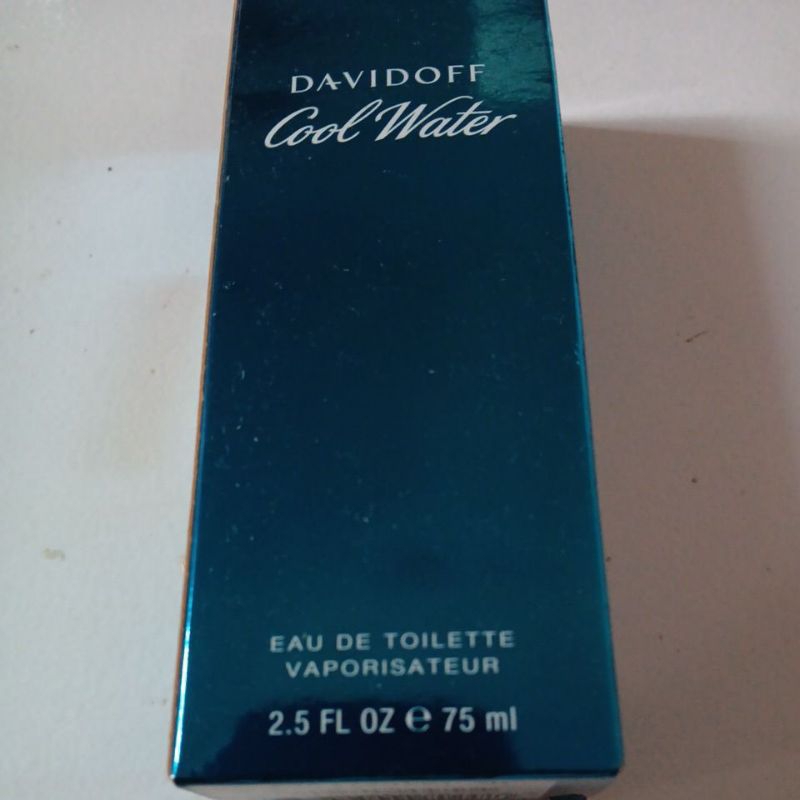 DAVIDOFF
Cool Water
EAU DE TOILETTE
VAPORISATEUR
2.5 FL OZ ℮ 75 ml